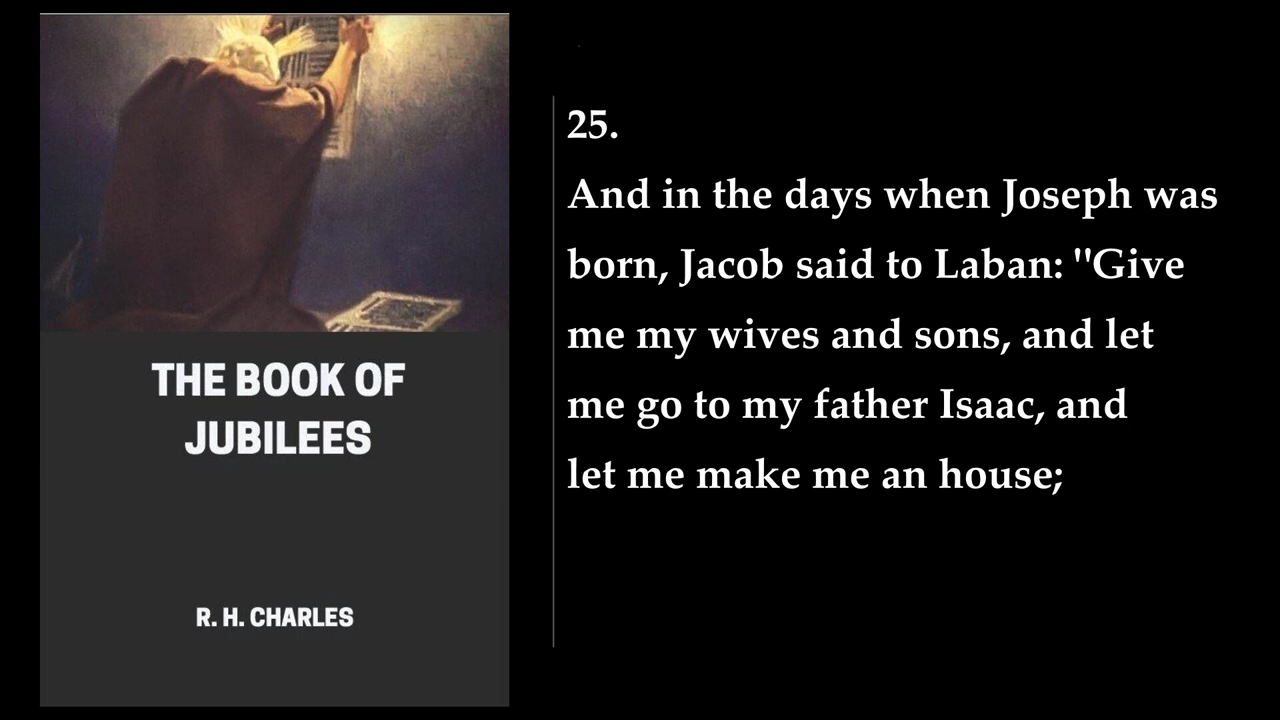 THE BOOK OF
JUBILEES
R. H. CHARLES
25.
And in the days when Joseph was
born, Jacob said to Laban: "Give
me my wives and sons, and let
me go to my father Isaac, and
let me make me an house;